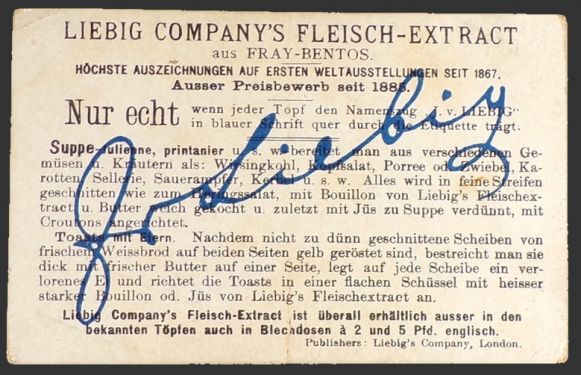 LIEBIG COMPANY'S FLEISCH-EXTRACT
aus FRAY-BENTOS.
HÖCHSTE AUSZEICHNUNGEN AUF ERSTEN WELTAUSSTELLUNGEN SEIT 1867.
Ausser Preisbewerb seit 1885.
Nur echt wenn jeder Topf den Namenszug „J. v. LIEBIG"
in blauer Schrift quer durch die Etiquette trägt.
Suppe-Julienne, printanier u. s. w. bereitet man aus verschiedenen Ge-
müsen u. Kräutern als: Wirsingkohl, Kopfsalat, Porree od. Zwiebel, Ka-
rotten, Sellerie, Sauerampfer, Kerbel u. s. w. Alles wird in feine Streifen
geschnitten wie zum Heringssalat, mit Bouillon von Liebig's Fleischex-
tract u. Butter weich gekocht u. zuletzt mit Jüs zu Suppe verdünnt, mit
Croutons angerichtet.
Toasts mit Eiern. Nachdem nicht zu dünn geschnittene Scheiben von
frischem Weissbrod auf beiden Seiten gelb geröstet sind, bestreicht man sie
dick mit frischer Butter auf einer Seite, legt auf jede Scheibe ein ver-
lorenes Ei und richtet die Toasts in einer flachen Schüssel mit heisser
starker Bouillon od. Jüs von Liebig's Fleischextract an.
Liebig Company's Fleisch-Extract ist überall erhältlich ausser in den
bekannten Töpfen auch in Blechdosen à 2 und 5 Pfd. englisch.
Publishers: Liebig's Company, London.
J v Liebig